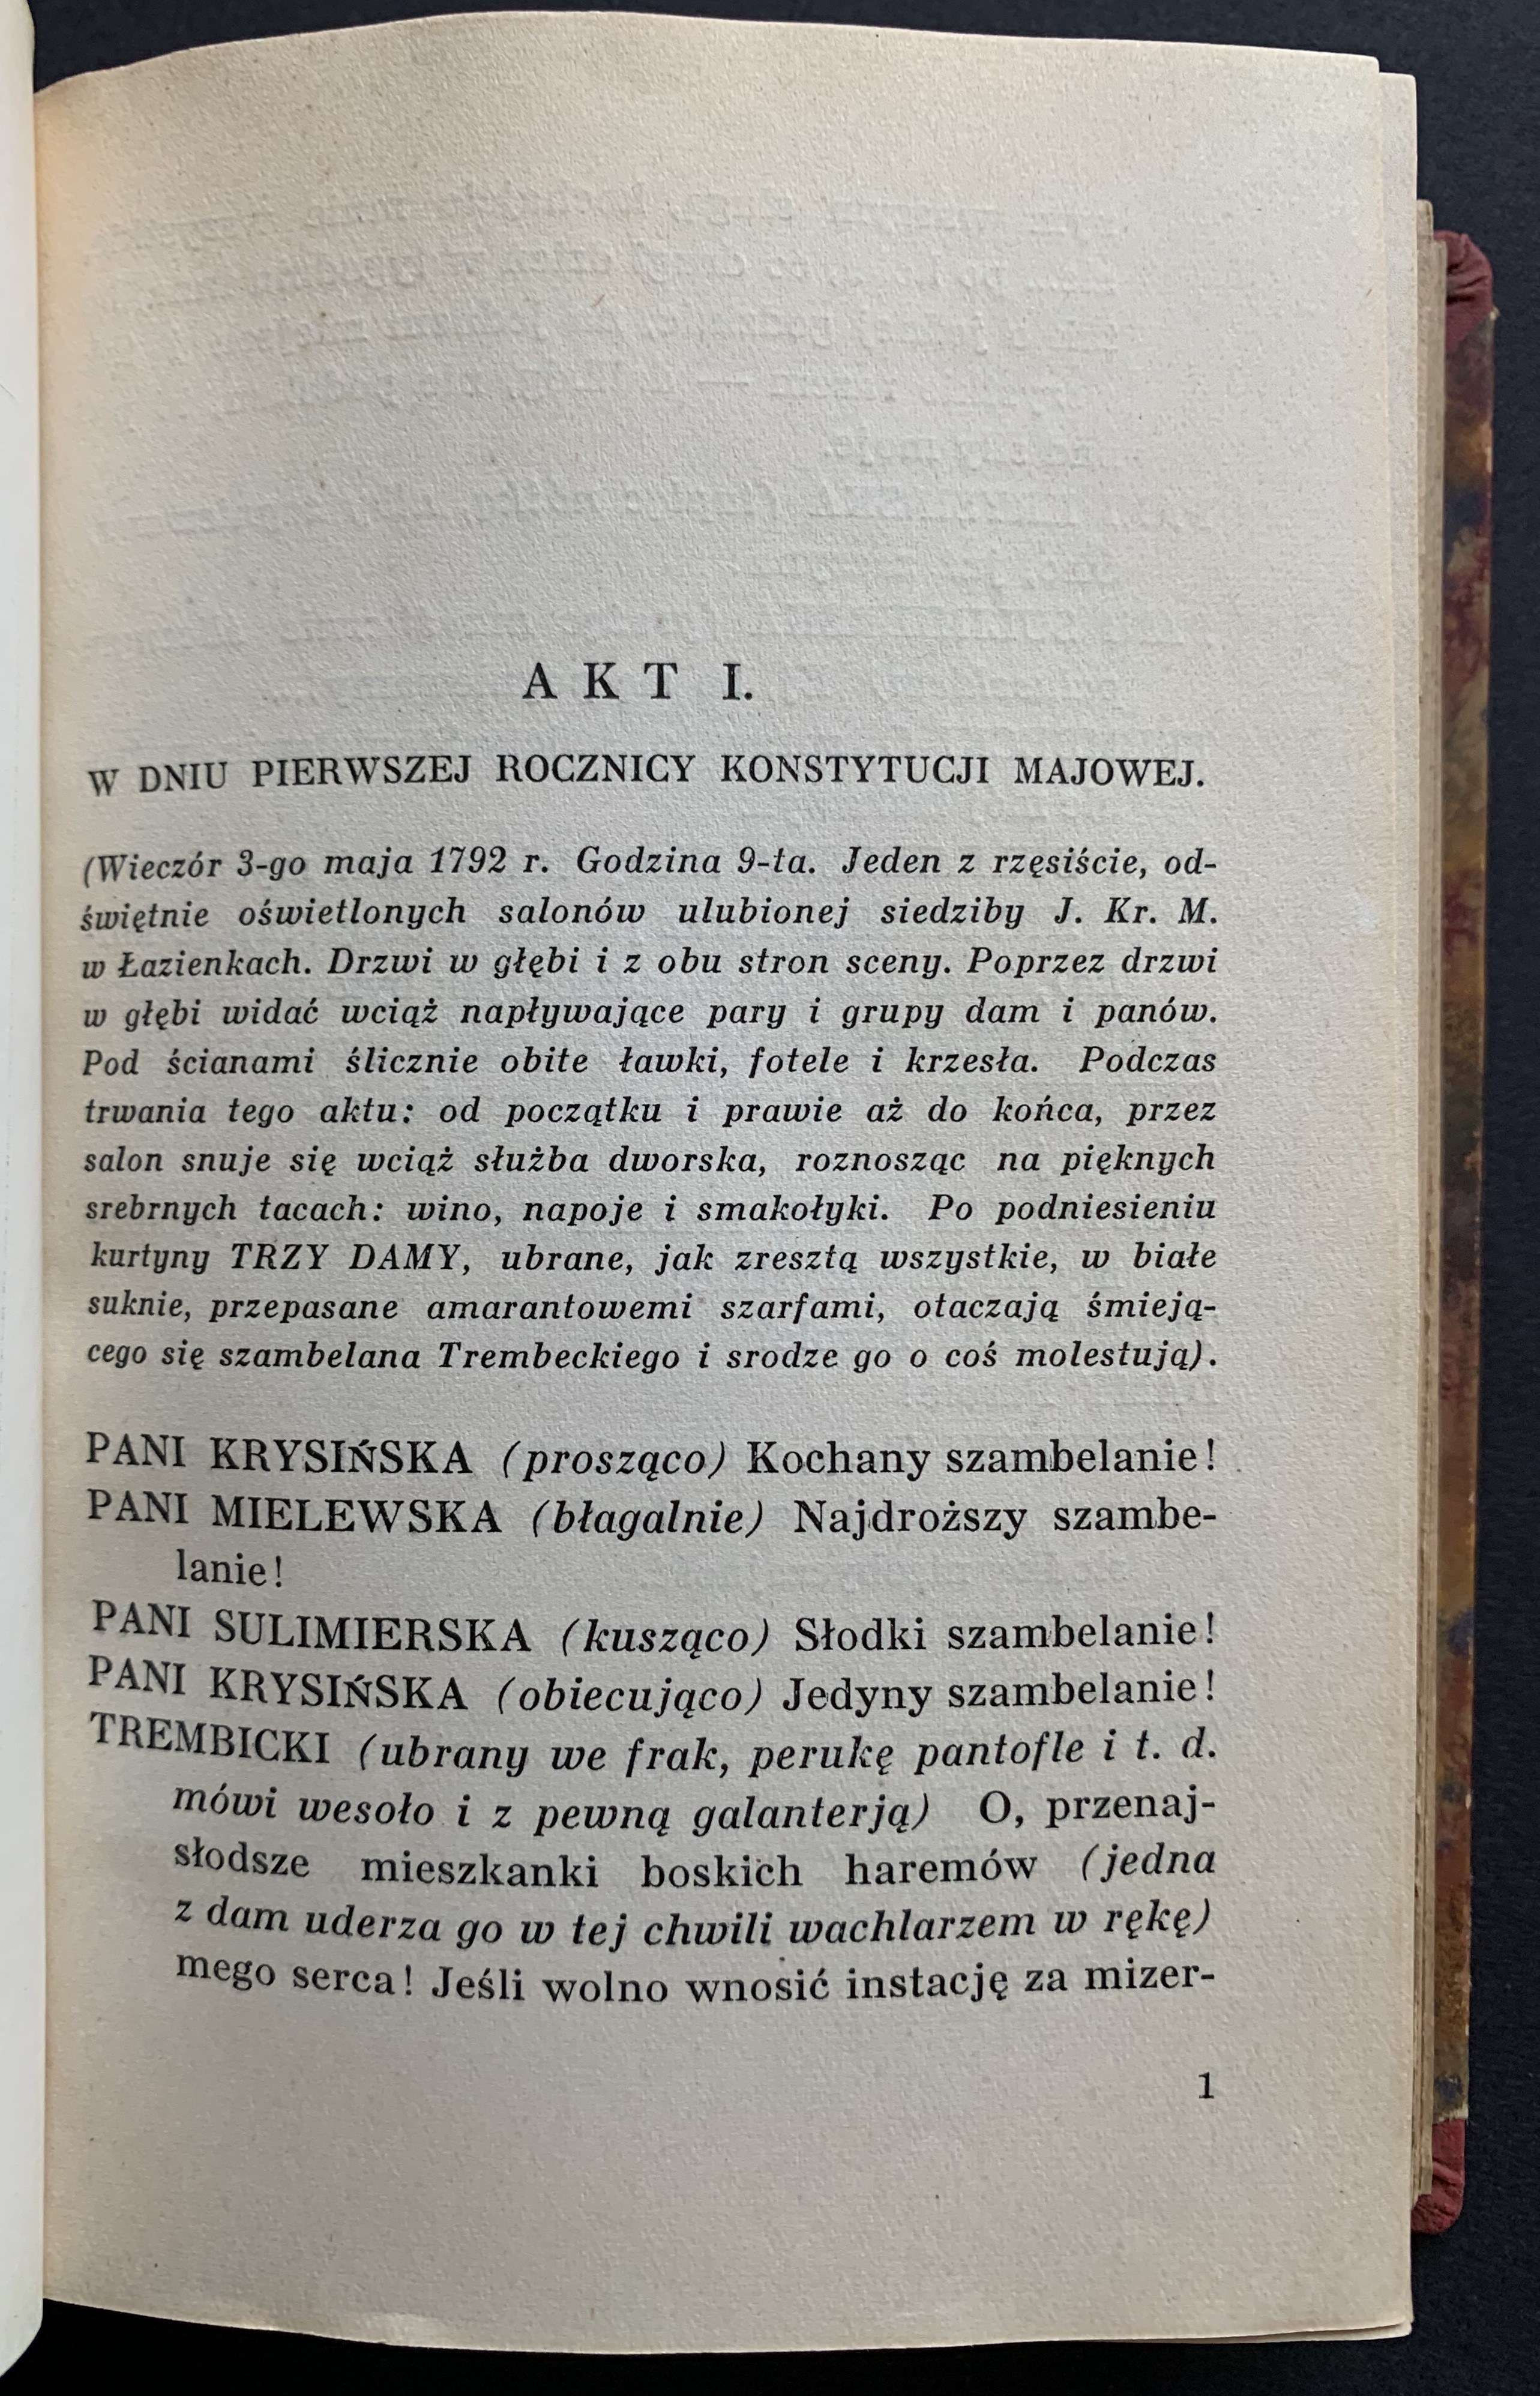 AKT I.
W DNIU PIERWSZEJ ROCZNICY KONSTYTUCJI MAJOWEJ.
(Wieczór 3-go maja 1792 r. Godzina 9-ta. Jeden z rzęsiście, od-
świętnie oświetlonych salonów ulubionej siedziby J. Kr. M.
w Łazienkach. Drzwi w głębi i z obu stron sceny. Poprzez drzwi
w głębi widać wciąż napływające pary i grupy dam i panów.
Pod ścianami ślicznie obite ławki, fotele i krzesła. Podczas
trwania tego aktu: od początku i prawie aż do końca, przez
salon snuje się wciąż służba dworska, roznosząc na pięknych
srebrnych tacach: wino, napoje i smakołyki. Po podniesieniu
kurtyny TRZY DAMY, ubrane, jak zresztą wszystkie, w białe
suknie, przepasane amarantowemi szarfami, otaczają śmieją-
cego się szambelana Trembeckiego i srodze go o coś molestują).
PANI KRYSIŃSKA (prosząco) Kochany szambelanie!
PANI MIELEWSKA (błagalnie) Najdroższy szambe-
lanie!
PANI SULIMIERSKA (kusząco) Słodki szambelanie!
PANI KRYSIŃSKA (obiecująco) Jedyny szambelanie!
TREMBICKI (ubrany we frak, perukę pantofle i t. d.
mówi wesoło i z pewną galanterją) O, przenaj-
słodsze mieszkanki boskich haremów (jedna
z dam uderza go w tej chwili wachlarzem w rękę)
mego serca! Jeśli wolno wnosić instację za mizer-
1